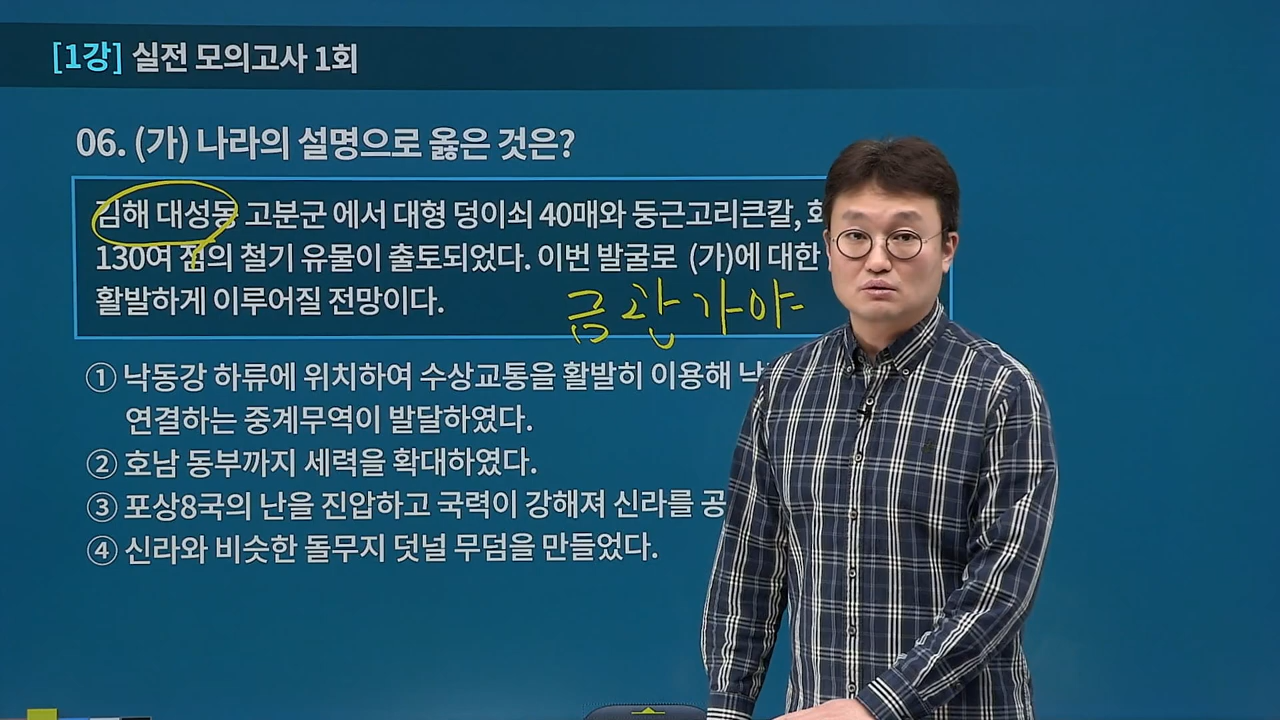 [1강] 실전 모의고사 1회
06. (가) 나라의 설명으로 옳은 것은?
김해 대성동 고분군 에서 대형 덩이쇠 40매와 둥근고리큰칼,
130여 점의 철기 유물이 출토되었다. 이번 발굴로 (가)에 대한
활발하게 이루어질 전망이다.
금관가야
① 낙동강 하류에 위치하여 수상교통을 활발히 이용해
연결하는 중계무역이 발달하였다.
② 호남 동부까지 세력을 확대하였다.
③ 포상8국의 난을 진압하고 국력이 강해져 신라를
④ 신라와 비슷한 돌무지 덧널 무덤을 만들었다.